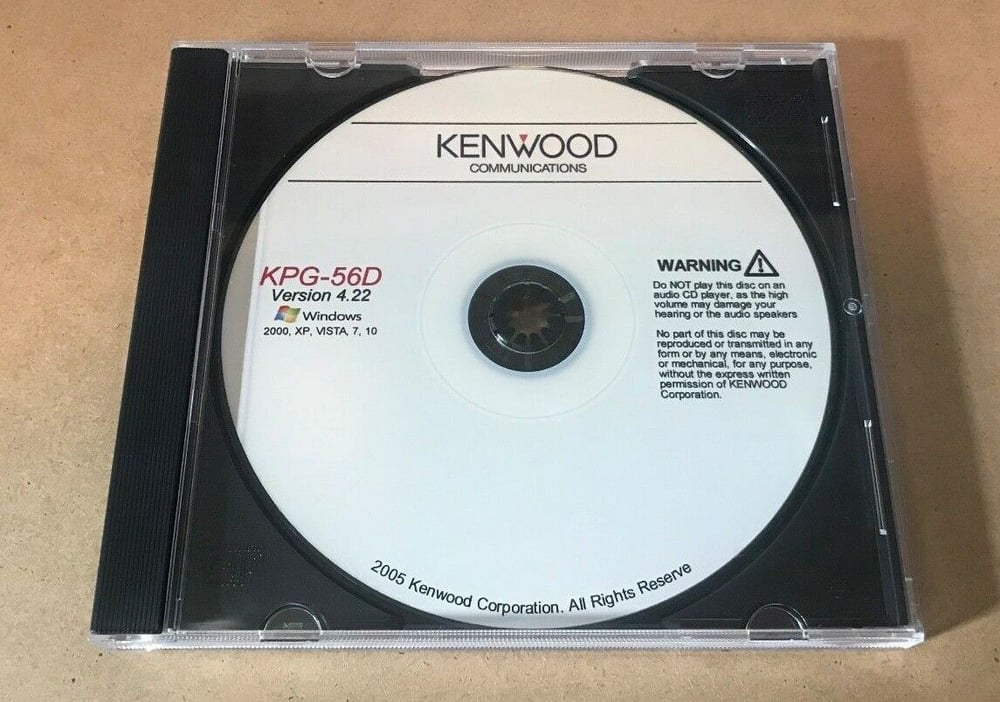 KENWOOD
COMMUNICATIONS
KPG-56D
Version 4.22
Windows
2000, XP, VISTA, 7, 10
WARNING
Do NOT play this disc on an
audio CD player, as the high
volume may damage your
hearing or the audio speakers
No part of this disc may be
reproduced or transmitted in any
form or by any means, electronic
or mechanical, for any purpose,
without the express written
permission of KENWOOD
Corporation.
2005 Kenwood Corporation. All Rights Reserve